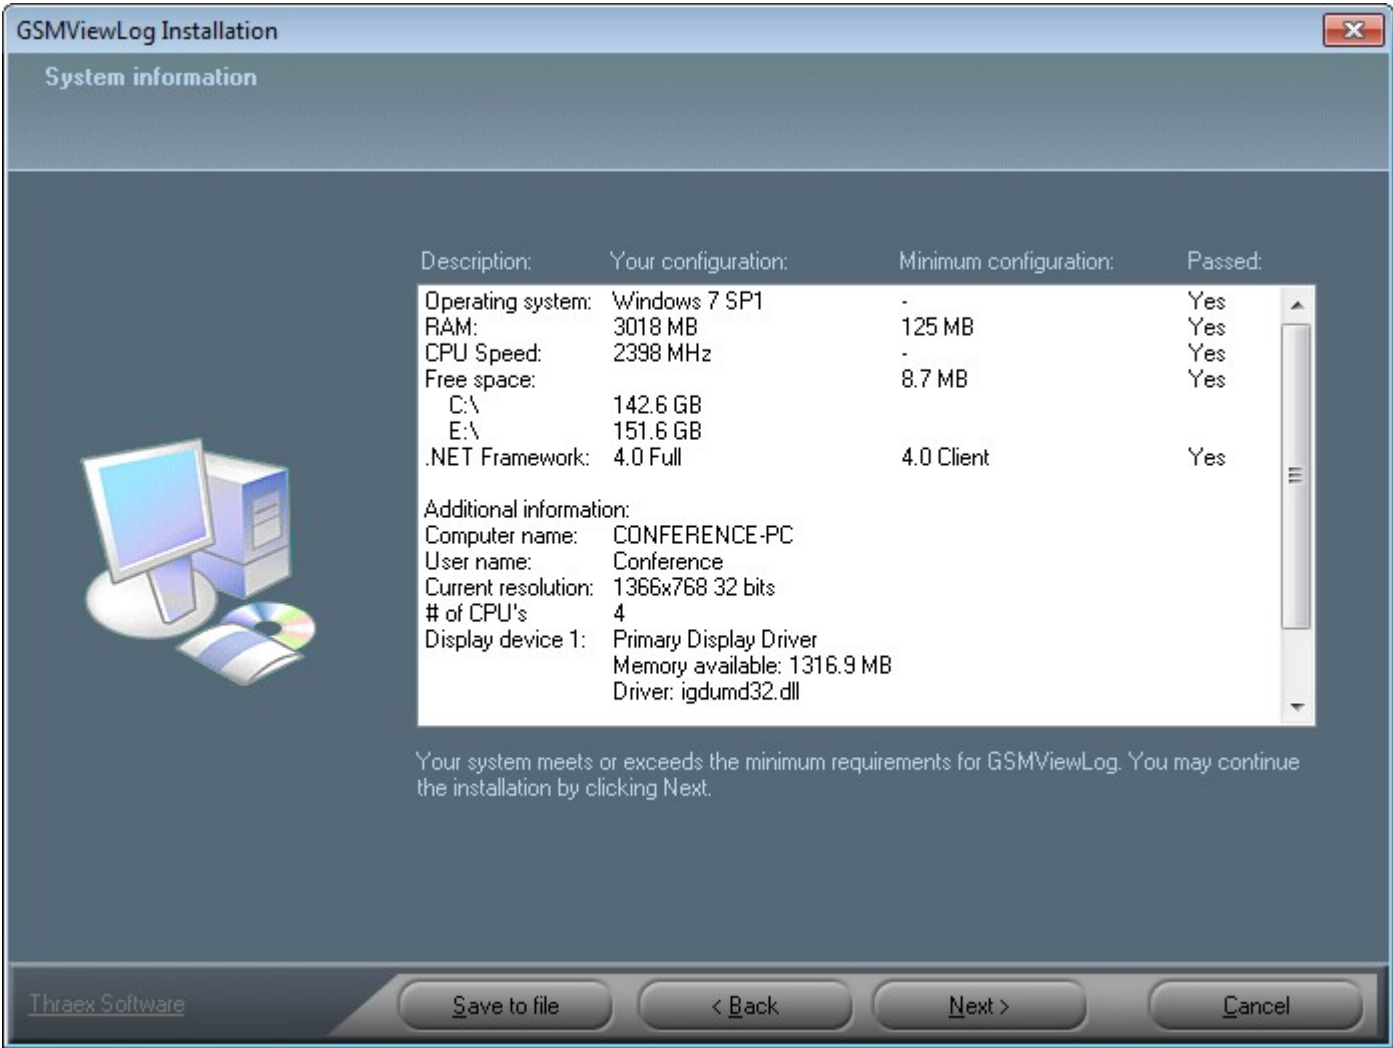 GSMViewLog Installation
System information
Description: Your configuration: Minimum configuration: Passed:
Operating system: Windows 7 SP1 - Yes
RAM: 3018 MB 125 MB Yes
CPU Speed: 2398 MHz - Yes
Free space: 8.7 MB Yes
C:\ 142.6 GB
E:\ 151.6 GB
.NET Framework: 4.0 Full 4.0 Client Yes
Additional information:
Computer name: CONFERENCE-PC
User name: Conference
Current resolution: 1366x768 32 bits
# of CPU's 4
Display device 1: Primary Display Driver
Memory available: 1316.9 MB
Driver: igdumd32.dll
Your system meets or exceeds the minimum requirements for GSMViewLog. You may continue
the installation by clicking Next.
Thraex Software Save to file < Back Next > Cancel